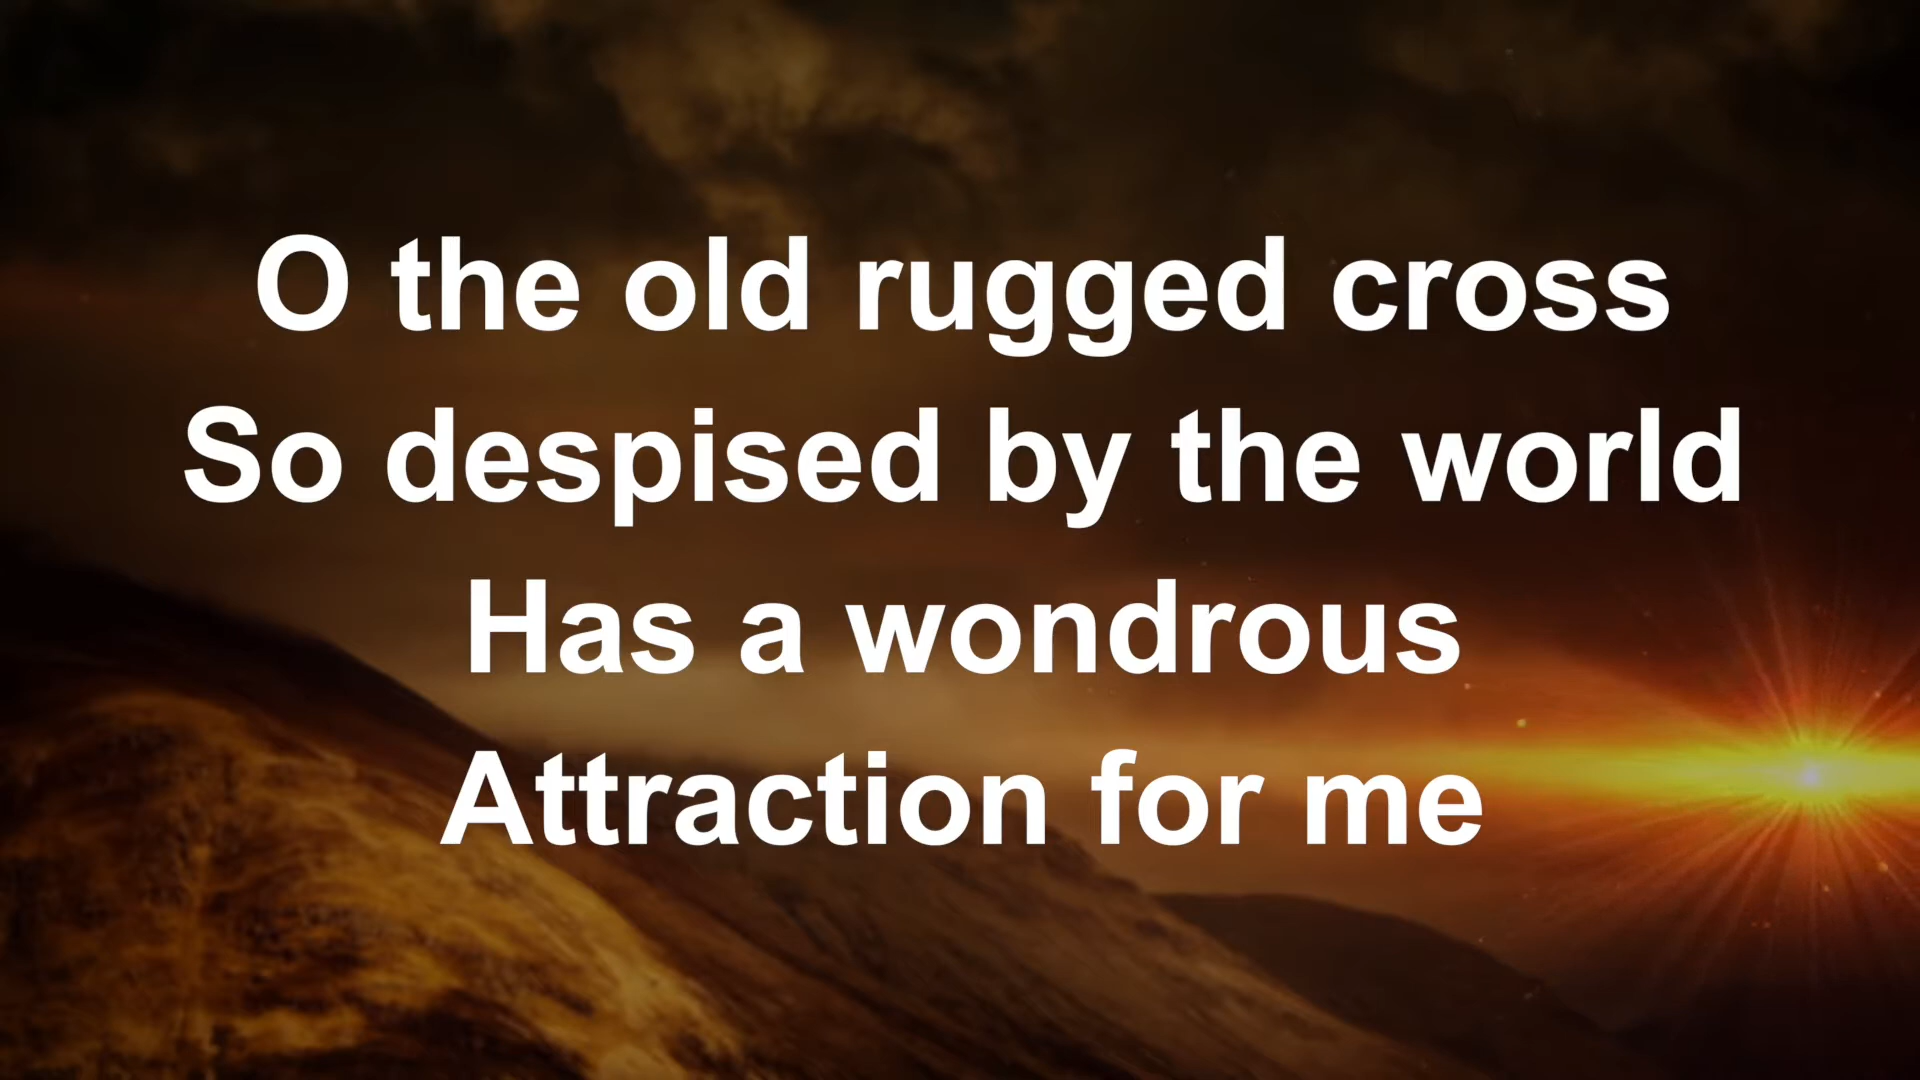 O the old rugged cross
So despised by the world
Has a wondrous
Attraction for me